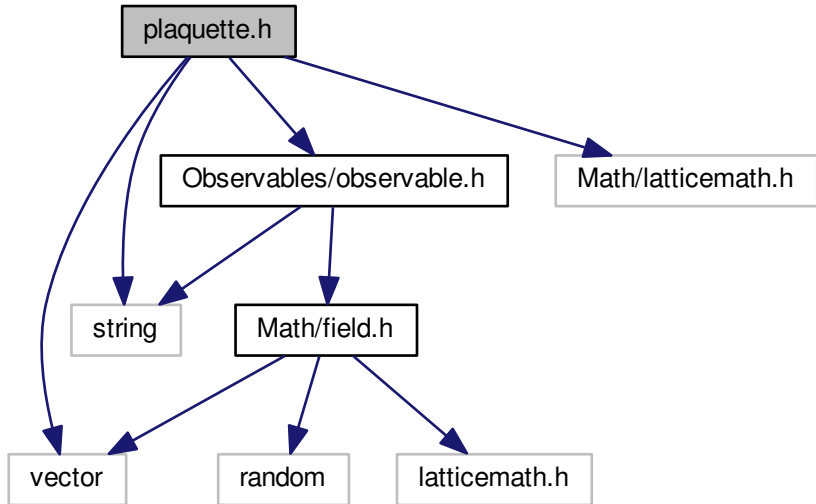 plaquette.h
Observables/observable.h
Math/latticemath.h
string
Math/field.h
vector
random
latticemath.h